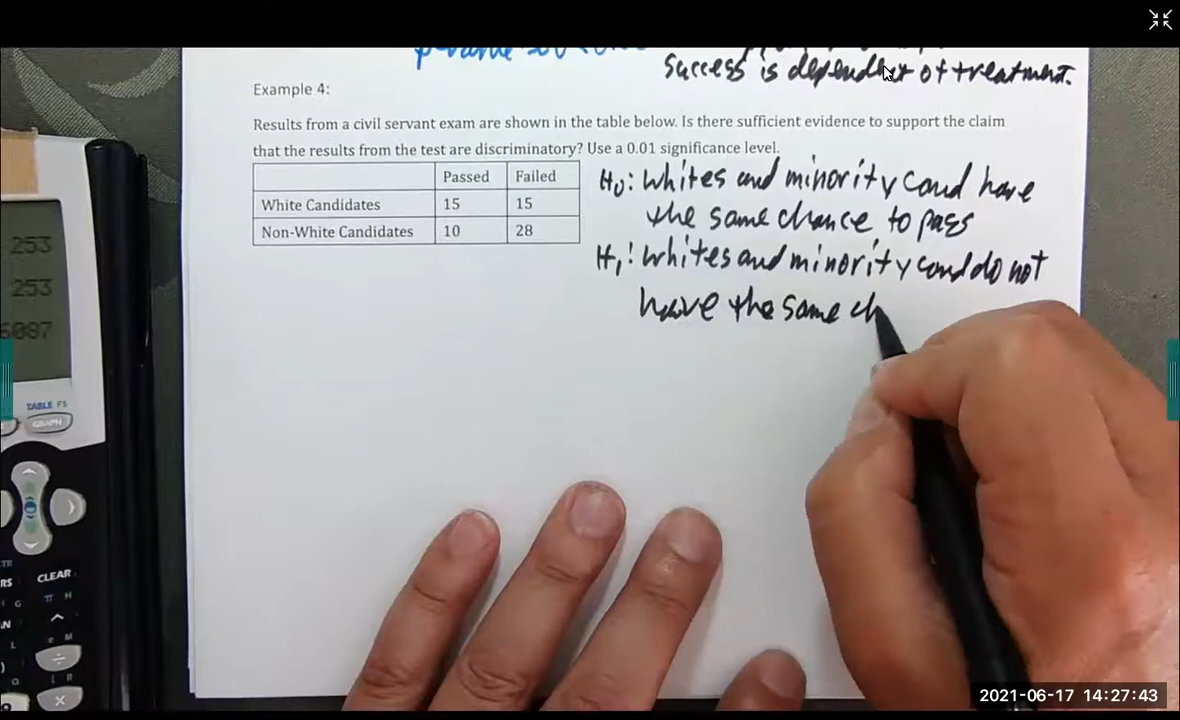 success is dependent of treatment.
Example 4:
Results from a civil servant exam are shown in the table below. Is there sufficient evidence to support the claim
that the results from the test are discriminatory? Use a 0.01 significance level.
Passed Failed
White Candidates 15 15
Non-White Candidates 10 28
H₀: Whites and minority cand have
the same chance to pass
H₁: Whites and minority cand do not
have the same ch
253
253
6087
TABLE F5
GRAPH
CLEAR
2021-06-17 14:27:43